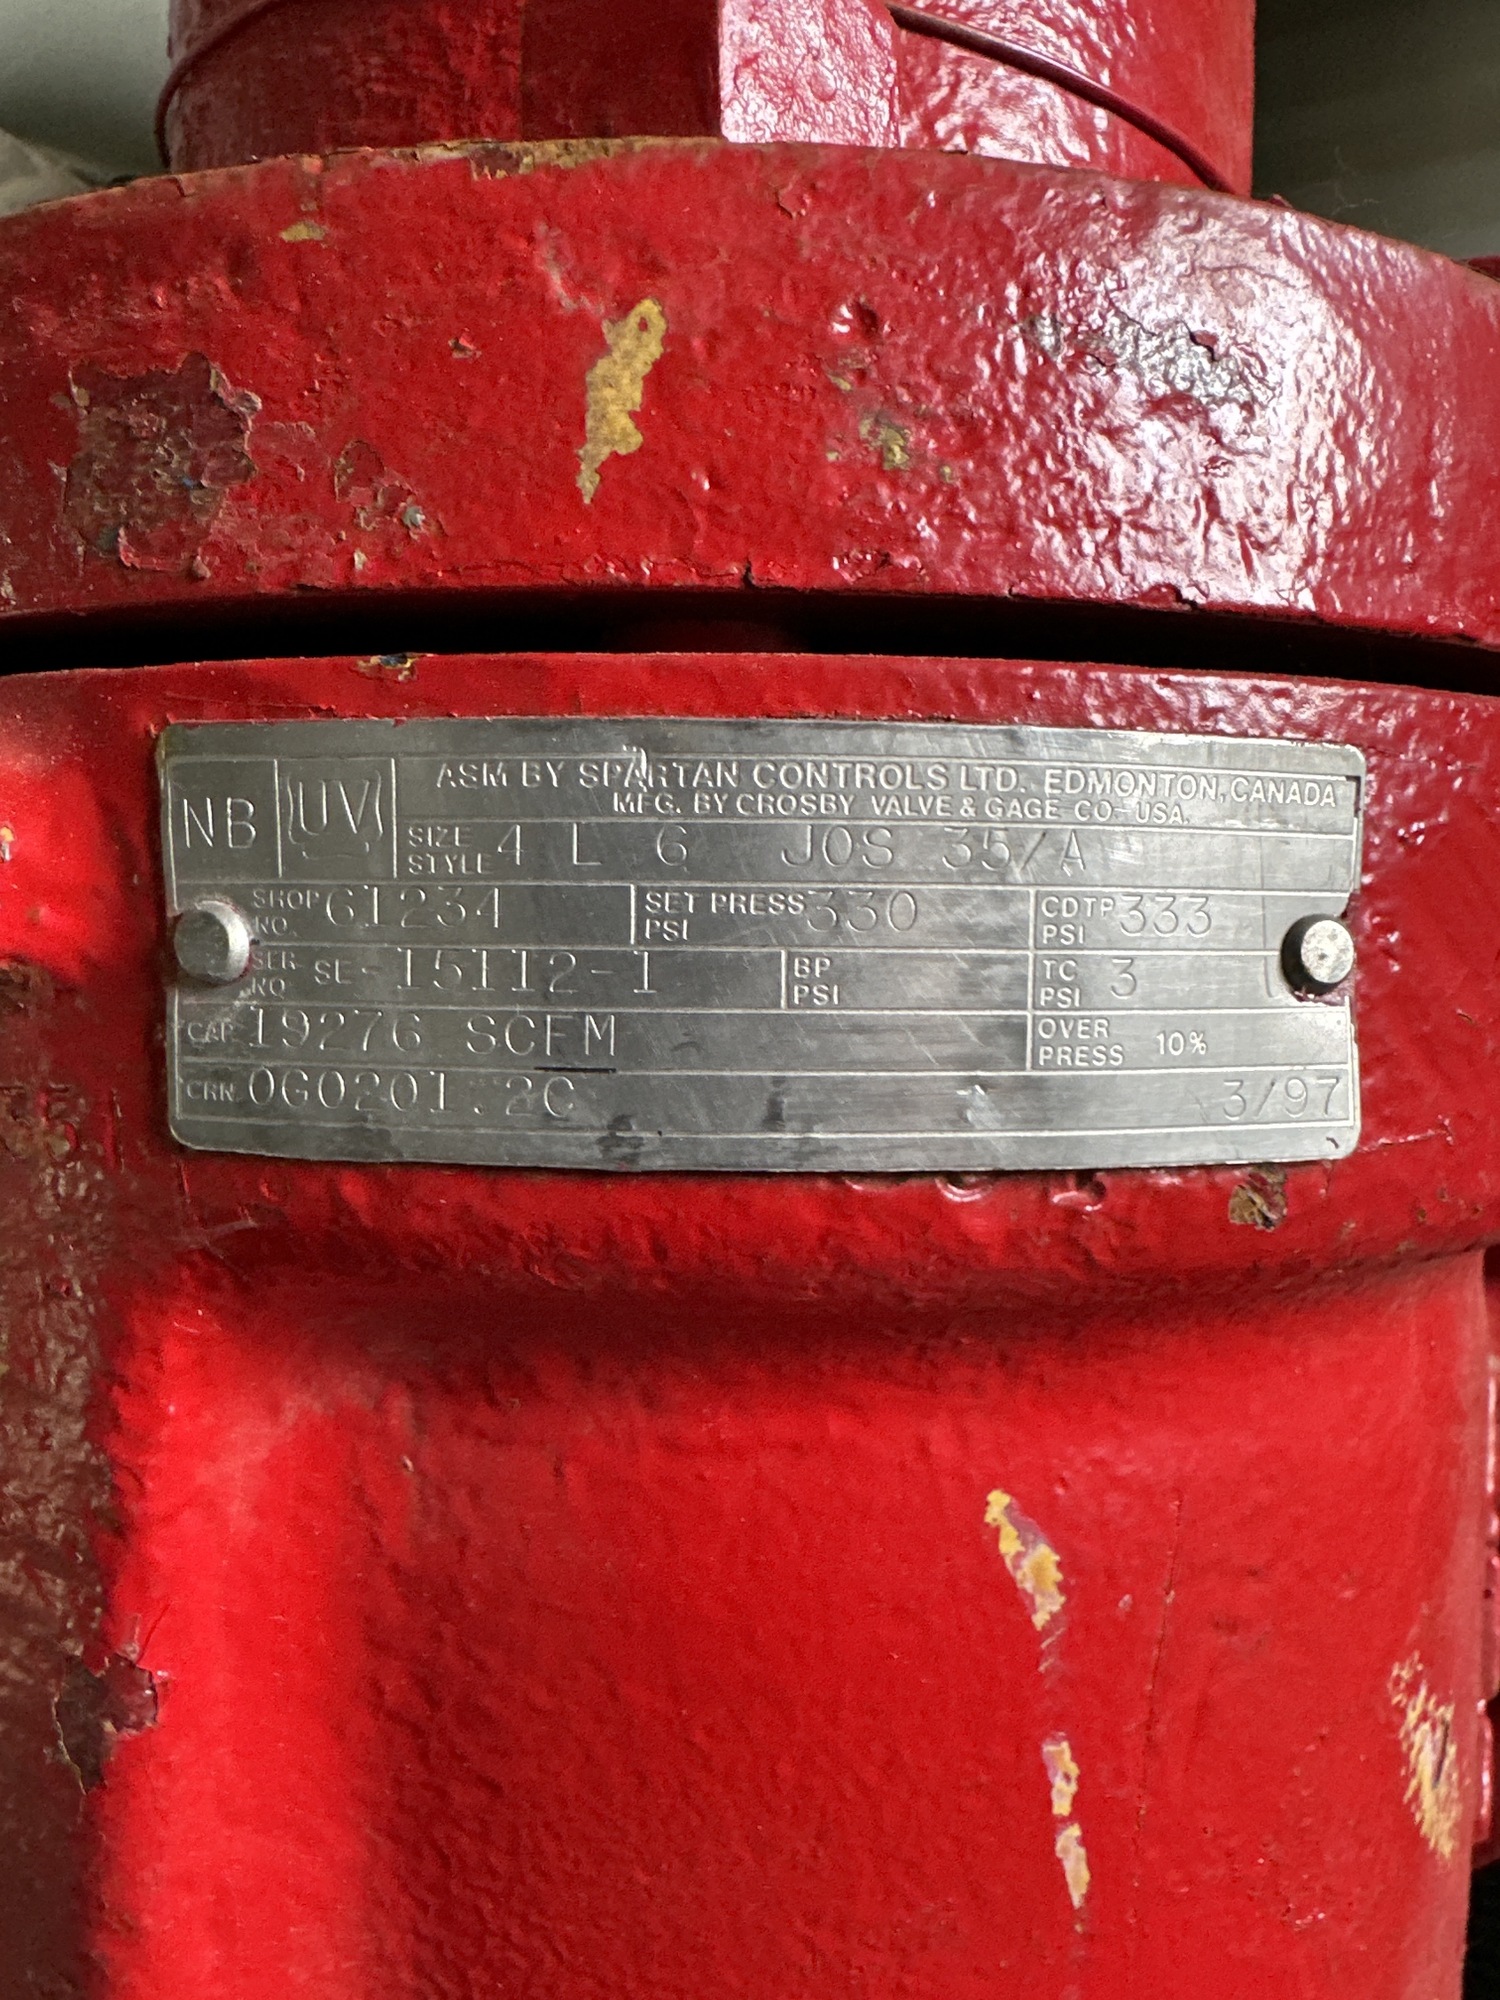 NB UV ASM BY SPARTAN CONTROLS LTD. EDMONTON, CANADA
MFG. BY CROSBY VALVE & GAGE CO- USA.
SIZE STYLE 4 L 6 JOS 35/A
SHOP NO. 61234 SET PRESS PSI 330 CDTP PSI 333
SER NO SE-15112-1 BP PSI TC PSI 3
CAP. 19276 SCFM OVER PRESS 10%
CRN. 0G0201.2C 3/97